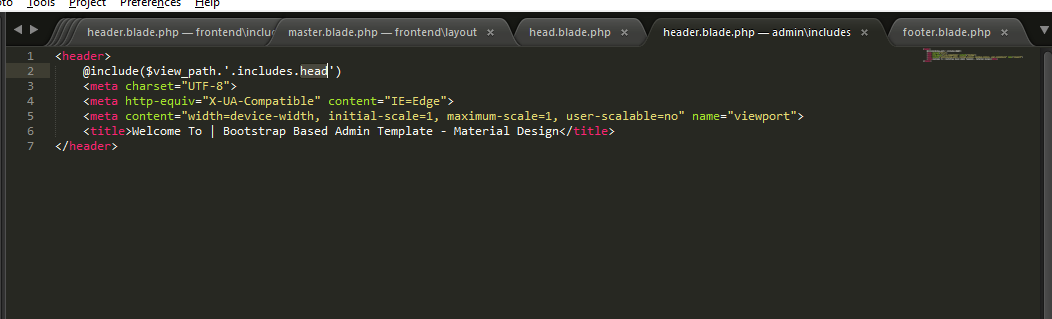 oto Tools Project Preferences Help
header.blade.php — frontend\inclu master.blade.php — frontend\layout × head.blade.php × header.blade.php — admin\includes × footer.blade.php ×
1 <header>
2 @include($view_path.'.includes.head')
3 <meta charset="UTF-8">
4 <meta http-equiv="X-UA-Compatible" content="IE=Edge">
5 <meta content="width=device-width, initial-scale=1, maximum-scale=1, user-scalable=no" name="viewport">
6 <title>Welcome To | Bootstrap Based Admin Template - Material Design</title>
7 </header>